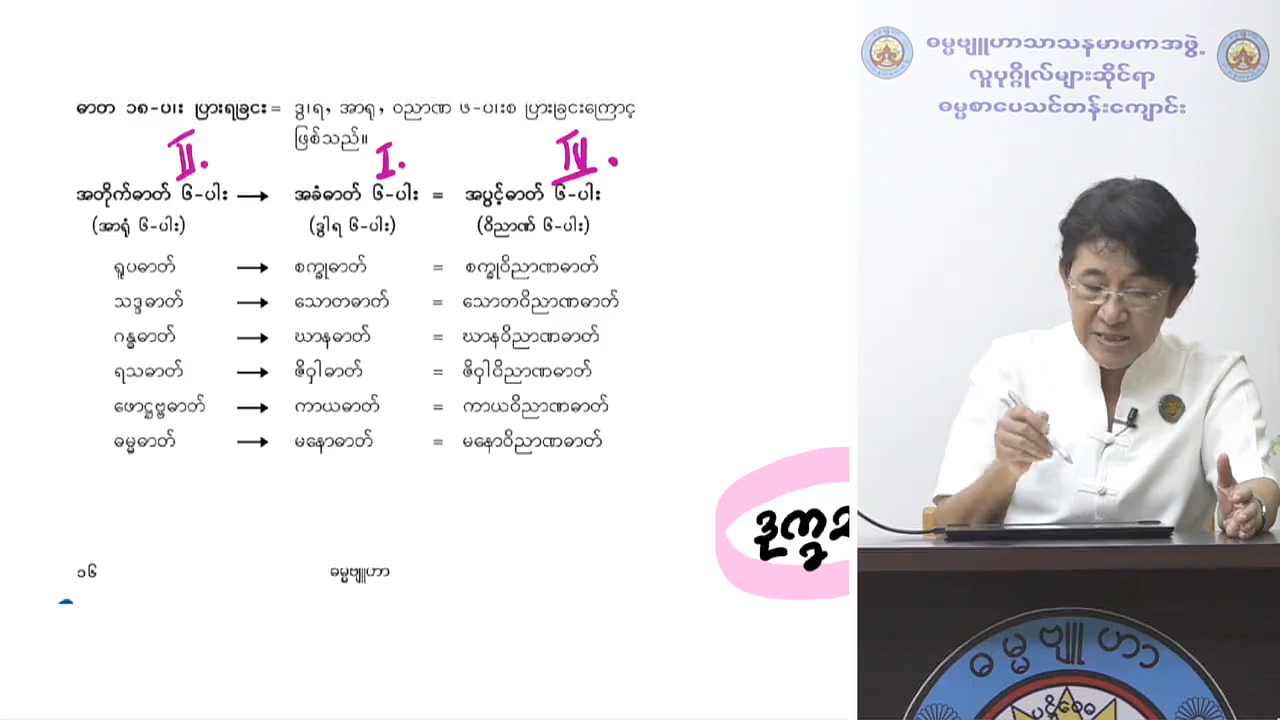 ဓာတ် ၁၈-ပါး ပြားရခြင်း = ဒွါရ, အာရုံ, ဝိညာဏ် ၆-ပါးစီ ပြားခြင်းကြောင့်
ဖြစ်သည်။
II. I. IV.
အတိုက်ဓာတ် ၆-ပါး → အခံဓာတ် ၆-ပါး = အပွင့်ဓာတ် ၆-ပါး
(အာရုံ ၆-ပါး) (ဒွါရ ၆-ပါး) (ဝိညာဏ် ၆-ပါး)
ရူပဓာတ် → စက္ခုဓာတ် = စက္ခုဝိညာဏဓာတ်
သဒ္ဒဓာတ် → သောတဓာတ် = သောတဝိညာဏဓာတ်
ဂန္ဓဓာတ် → ဃာနဓာတ် = ဃာနဝိညာဏဓာတ်
ရသဓာတ် → ဇိဝှါဓာတ် = ဇိဝှါဝိညာဏဓာတ်
ဖောဋ္ဌဗ္ဗဓာတ် → ကာယဓာတ် = ကာယဝိညာဏဓာတ်
ဓမ္မဓာတ် → မနောဓာတ် = မနောဝိညာဏဓာတ်
ဒုက္ခသ
၁၆ ဓမ္မဗျူဟာ
ဓမ္မဗျူဟာသာသနမာမကအဖွဲ့
လူပုဂ္ဂိုလ်များဆိုင်ရာ
ဓမ္မစာပေသင်တန်းကျောင်း
ဓမ္မဗျူဟာ